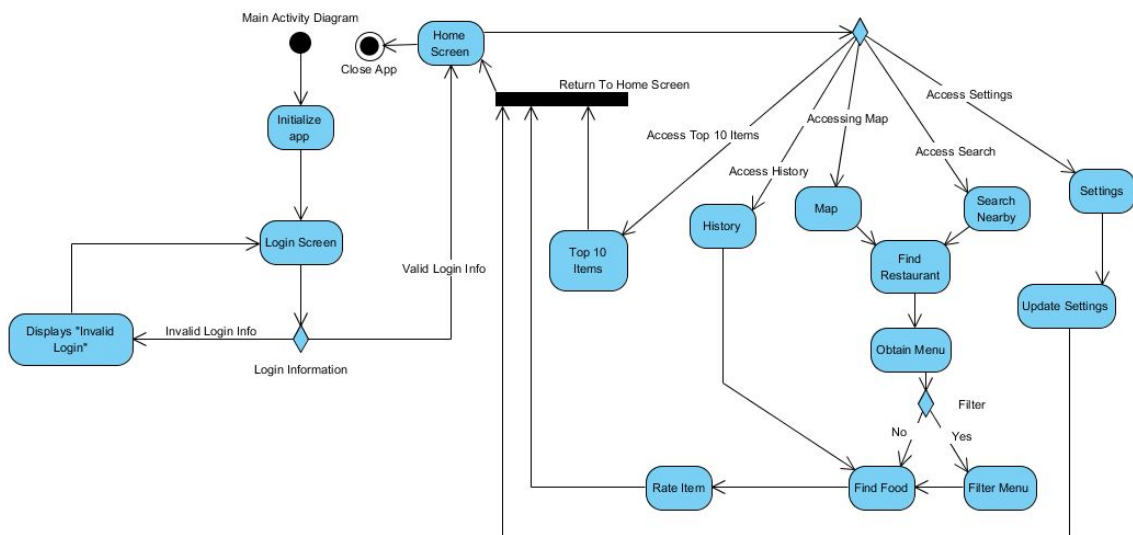 Main Activity Diagram
Home
Screen
Close App
Return To Home Screen
Access Settings
Initialize
app
Accessing Map
Access Top 10 Items
Access Search
Access History
Settings
Map
Search
Nearby
History
Login Screen
Top 10
Items
Find
Restaurant
Valid Login Info
Update Settings
Displays "Invalid
Login"
Invalid Login Info
Obtain Menu
Login Information
Filter
No
Yes
Rate Item
Find Food
Filter Menu